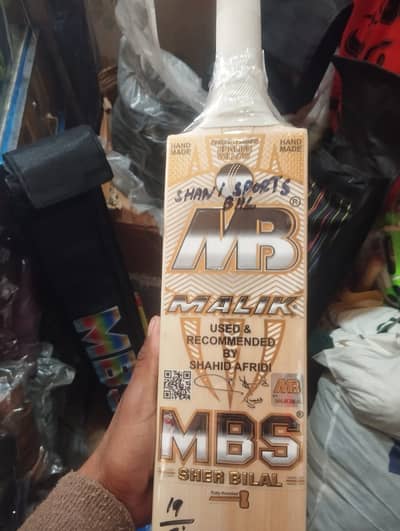 HAND MADE
HAND MADE
SHANI SPORTS
BHL
MB®
MALIK
USED &
RECOMMENDED
BY
SHAHID AFRIDI
MB
MBS®
SHER BILAL
19
MBS